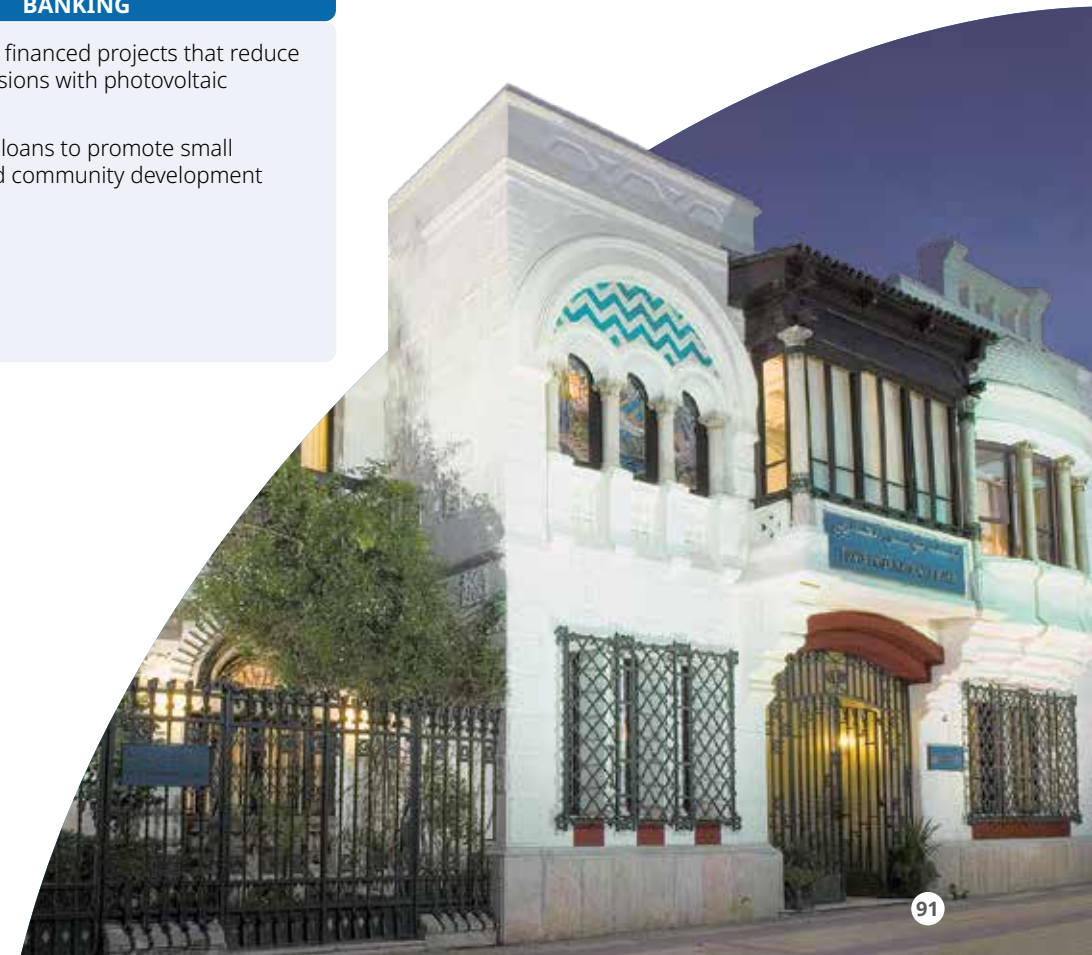 BANKING
financed projects that reduce
sions with photovoltaic
loans to promote small
d community development
91